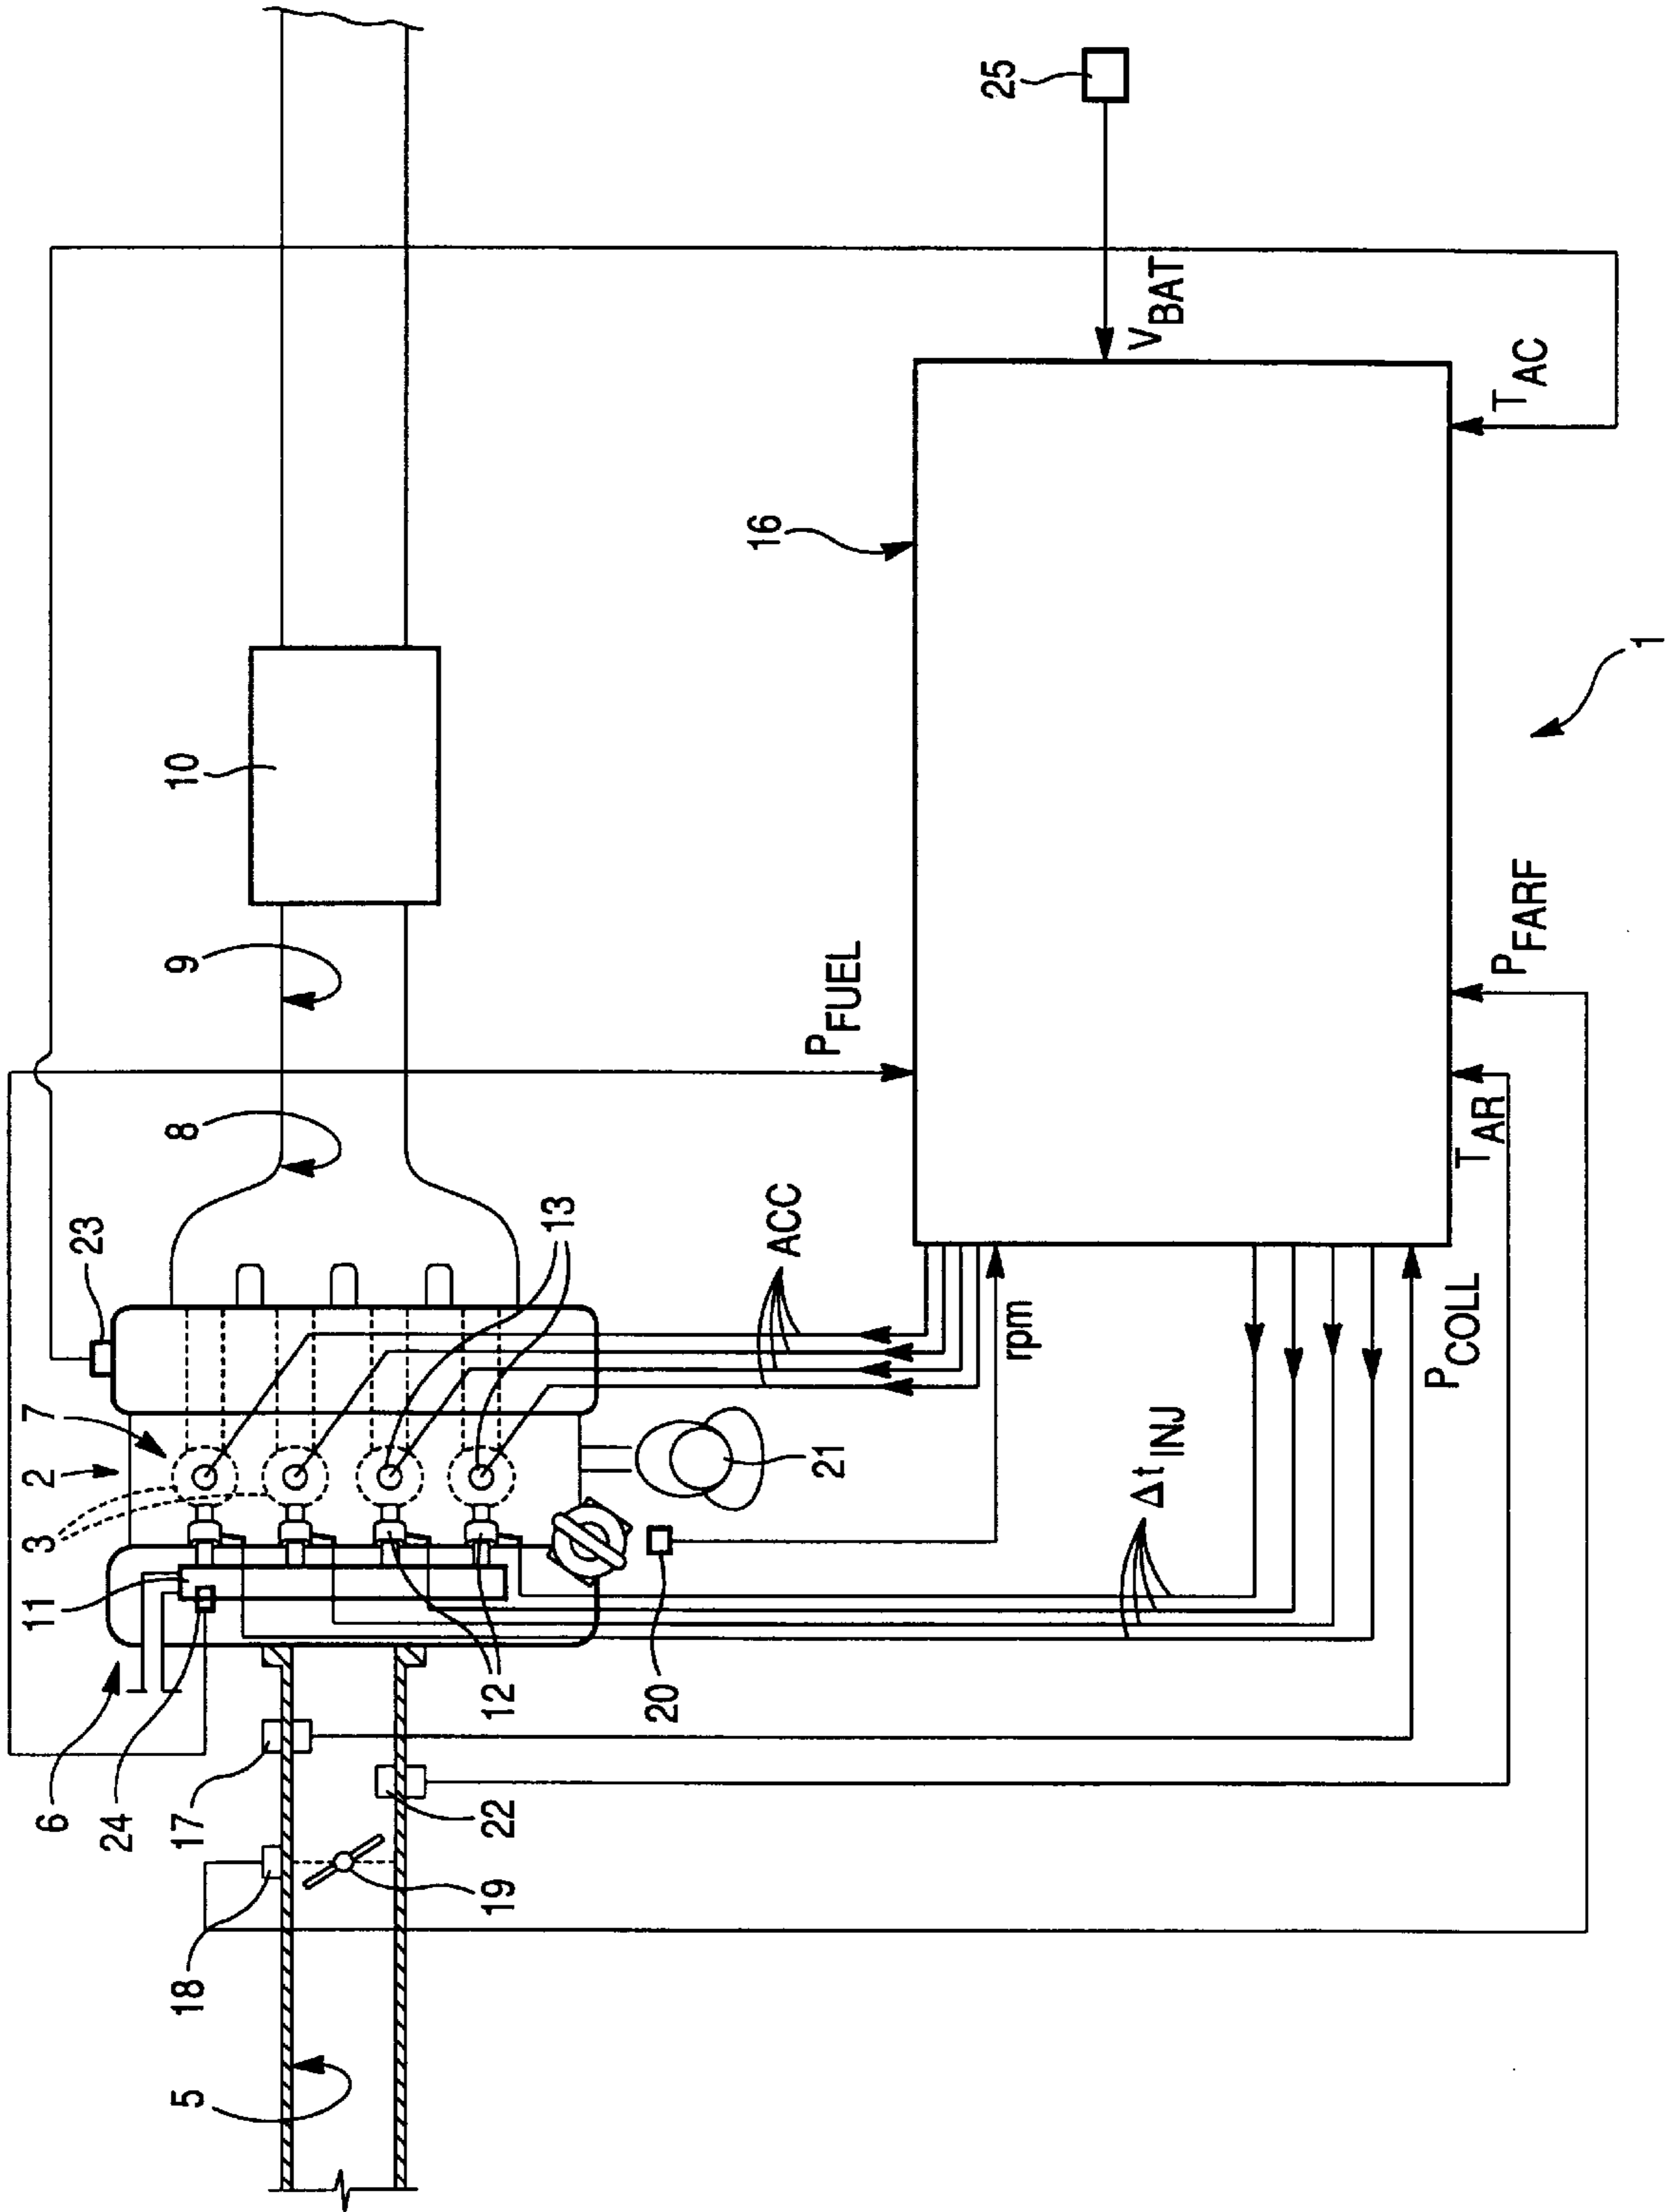 6
11
3
2
7
23
24
5
18
17
8
9
10
19
22
12
13
20
21
ACC
16
P_FUEL
25
rpm
Δt_INJ
V_BAT
P_COLL
T_AR
P_FARF
T_AC
1